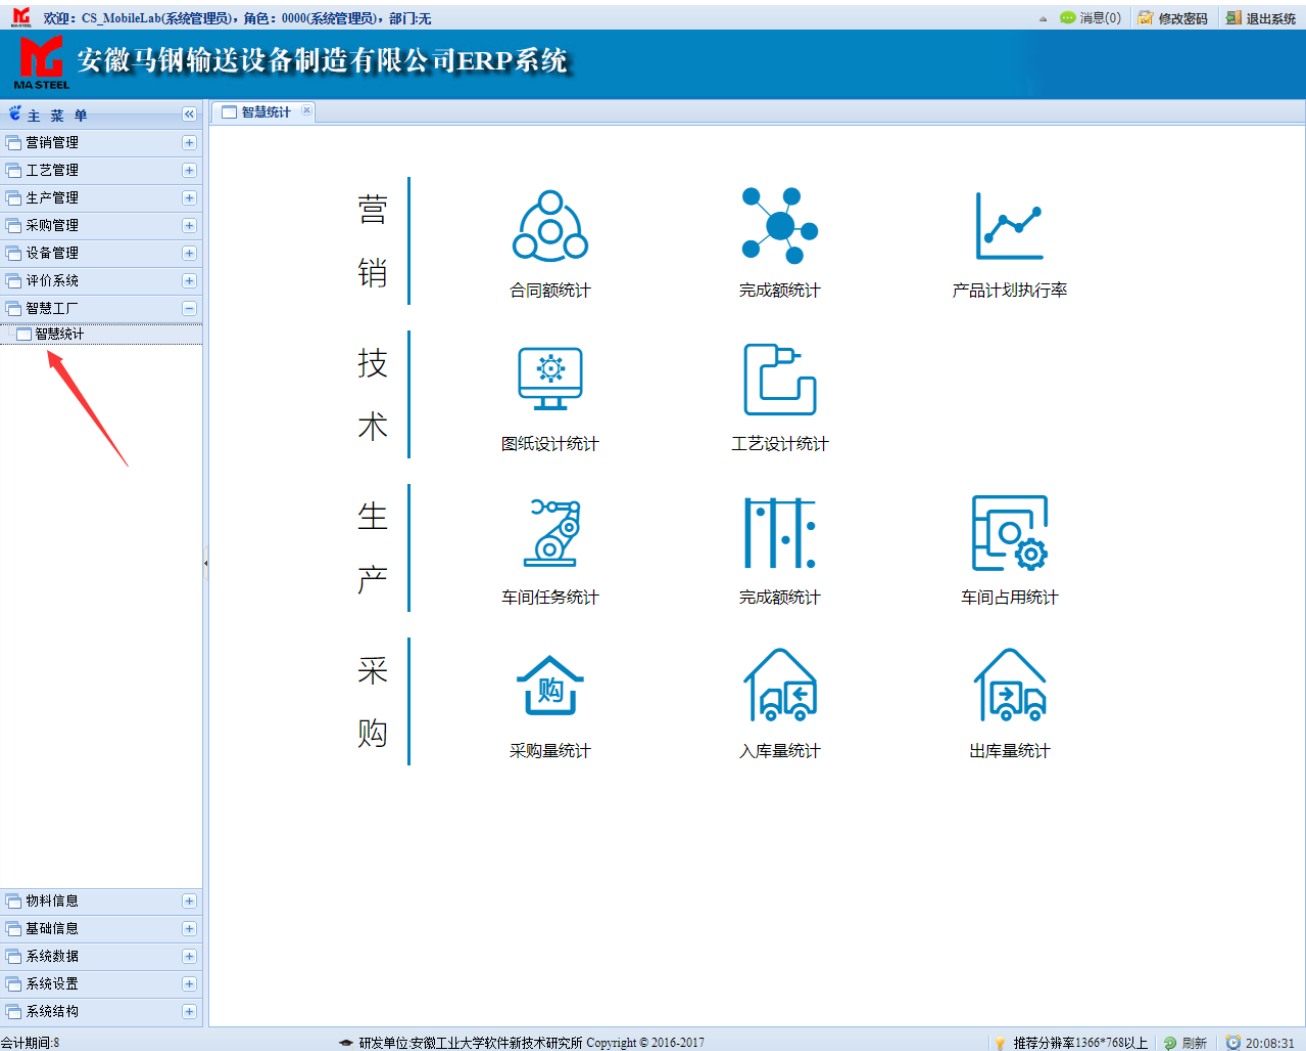 欢迎：CS_MobileLab(系统管理员)，角色：0000(系统管理员)，部门:无
消息(0) 修改密码 退出系统
MA STEEL
安徽马钢输送设备制造有限公司ERP系统
主菜单
智慧统计
营销管理
工艺管理
生产管理
采购管理
设备管理
评价系统
智慧工厂
智慧统计
营销
合同额统计 完成额统计 产品计划执行率
技术
图纸设计统计 工艺设计统计
生产
车间任务统计 完成额统计 车间占用统计
采购
购
采购量统计 入库量统计 出库量统计
物料信息
基础信息
系统数据
系统设置
系统结构
会计期间:8
研发单位:安徽工业大学软件新技术研究所 Copyright © 2016-2017
推荐分辨率1366*768以上 刷新 20:08:31